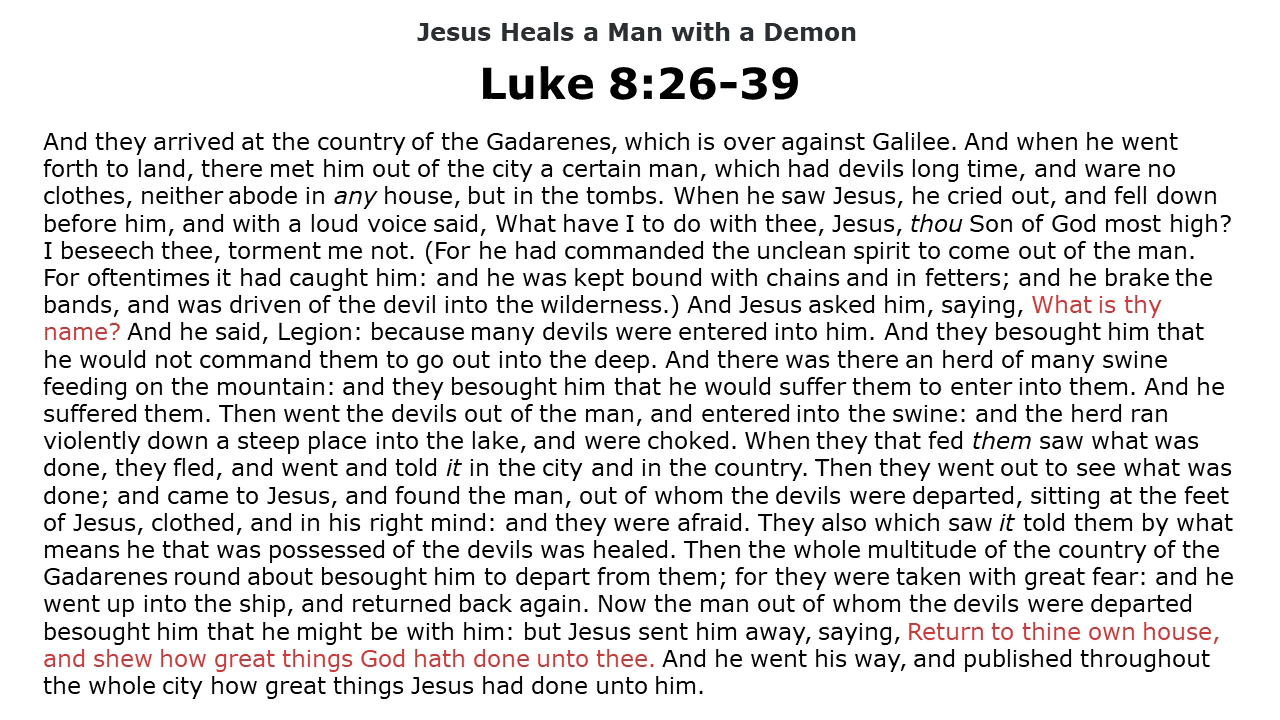 Jesus Heals a Man with a Demon
Luke 8:26–39
And they arrived at the country of the Gadarenes, which is over against Galilee. And when he went
forth to land, there met him out of the city a certain man, which had devils long time, and ware no
clothes, neither abode in any house, but in the tombs. When he saw Jesus, he cried out, and fell down
before him, and with a loud voice said, What have I to do with thee, Jesus, thou Son of God most high?
I beseech thee, torment me not. (For he had commanded the unclean spirit to come out of the man.
For oftentimes it had caught him: and he was kept bound with chains and in fetters; and he brake the
bands, and was driven of the devil into the wilderness.) And Jesus asked him, saying, What is thy
name? And he said, Legion: because many devils were entered into him. And they besought him that
he would not command them to go out into the deep. And there was there an herd of many swine
feeding on the mountain: and they besought him that he would suffer them to enter into them. And he
suffered them. Then went the devils out of the man, and entered into the swine: and the herd ran
violently down a steep place into the lake, and were choked. When they that fed them saw what was
done, they fled, and went and told it in the city and in the country. Then they went out to see what was
done; and came to Jesus, and found the man, out of whom the devils were departed, sitting at the feet
of Jesus, clothed, and in his right mind: and they were afraid. They also which saw it told them by what
means he that was possessed of the devils was healed. Then the whole multitude of the country of the
Gadarenes round about besought him to depart from them; for they were taken with great fear: and he
went up into the ship, and returned back again. Now the man out of whom the devils were departed
besought him that he might be with him: but Jesus sent him away, saying, Return to thine own house,
and shew how great things God hath done unto thee. And he went his way, and published throughout
the whole city how great things Jesus had done unto him.